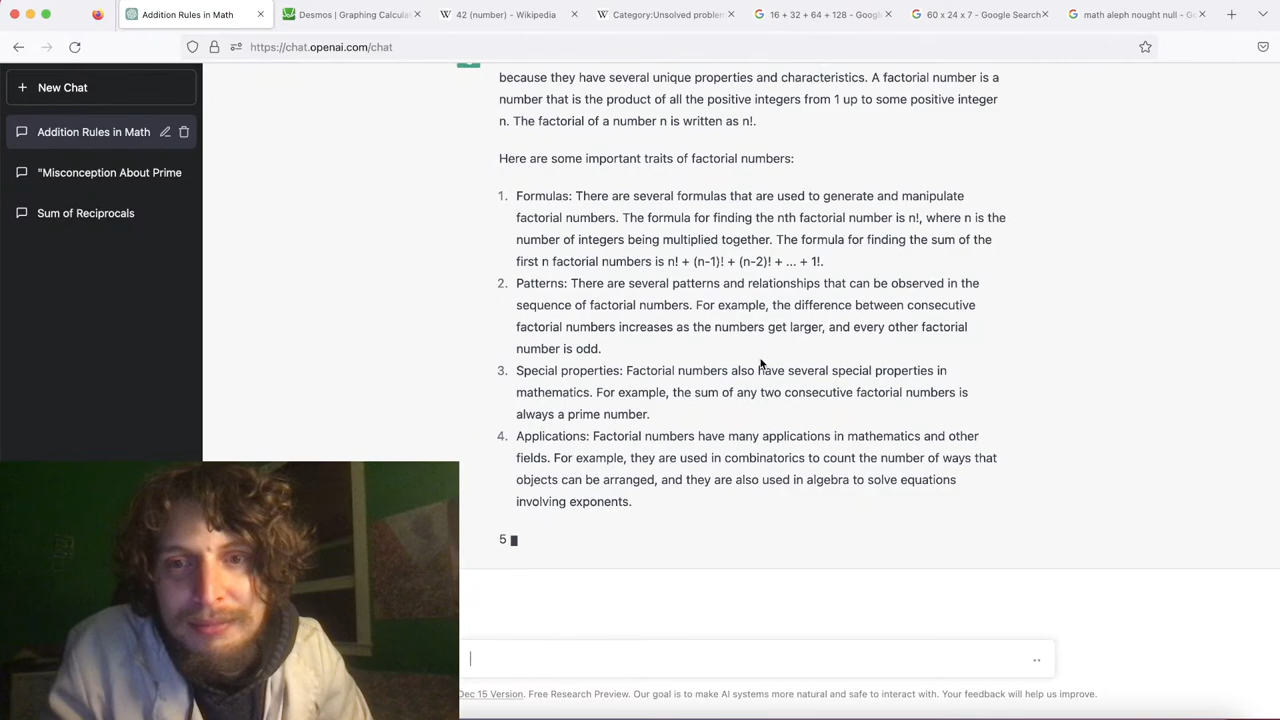 Addition Rules in Math
Desmos | Graphing Calcula
42 (number) - Wikipedia
Category:Unsolved problem
16 + 32 + 64 + 128 - Googl
60 x 24 x 7 - Google Search
math aleph nought null - Go
https://chat.openai.com/chat
New Chat
Addition Rules in Math
"Misconception About Prime
Sum of Reciprocals
because they have several unique properties and characteristics. A factorial number is a
number that is the product of all the positive integers from 1 up to some positive integer
n. The factorial of a number n is written as n!.
Here are some important traits of factorial numbers:
1. Formulas: There are several formulas that are used to generate and manipulate
factorial numbers. The formula for finding the nth factorial number is n!, where n is the
number of integers being multiplied together. The formula for finding the sum of the
first n factorial numbers is n! + (n-1)! + (n-2)! + ... + 1!.
2. Patterns: There are several patterns and relationships that can be observed in the
sequence of factorial numbers. For example, the difference between consecutive
factorial numbers increases as the numbers get larger, and every other factorial
number is odd.
3. Special properties: Factorial numbers also have several special properties in
mathematics. For example, the sum of any two consecutive factorial numbers is
always a prime number.
4. Applications: Factorial numbers have many applications in mathematics and other
fields. For example, they are used in combinatorics to count the number of ways that
objects can be arranged, and they are also used in algebra to solve equations
involving exponents.
5
Dec 15 Version. Free Research Preview. Our goal is to make AI systems more natural and safe to interact with. Your feedback will help us improve.